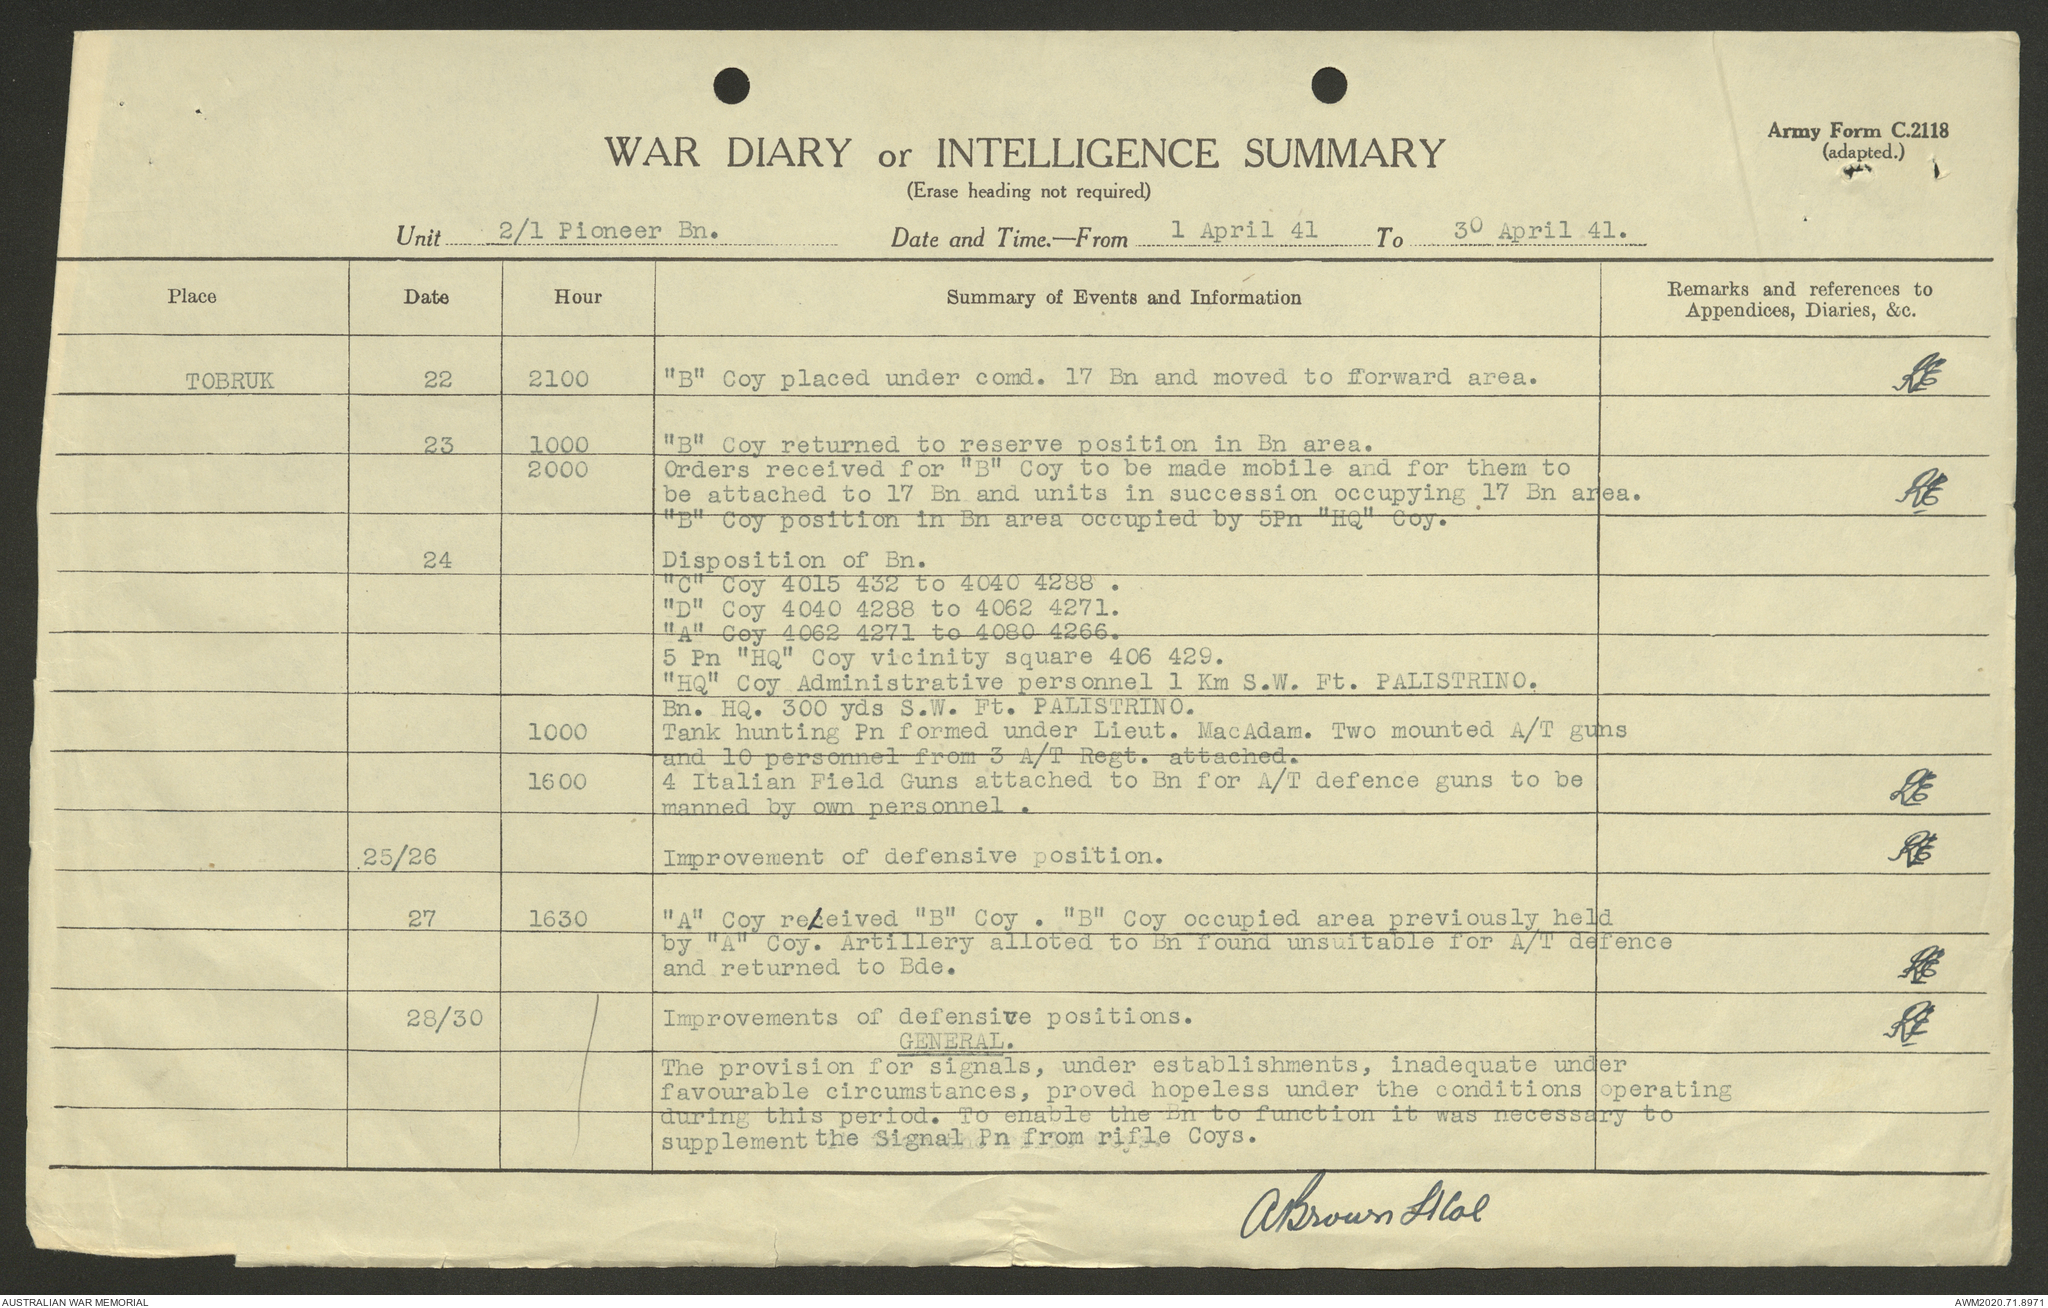 Army Form C.2118
(adapted.)
WAR DIARY or INTELLIGENCE SUMMARY
(Erase heading not required)
Unit 2/1 Pioneer Bn. Date and Time.—From 1 April 41 To 30 April 41.
Place Date Hour Summary of Events and Information Remarks and references to
Appendices, Diaries, &c.
TOBRUK 22 2100 "B" Coy placed under comd. 17 Bn and moved to forward area.
23 1000 "B" Coy returned to reserve position in Bn area.
2000 Orders received for "B" Coy to be made mobile and for them to
be attached to 17 Bn and units in succession occupying 17 Bn area.
"B" Coy position in Bn area occupied by 5Pn "HQ" Coy.
24 Disposition of Bn.
"C" Coy 4015 432 to 4040 4288 .
"D" Coy 4040 4288 to 4062 4271.
"A" Coy 4062 4271 to 4080 4266.
5 Pn "HQ" Coy vicinity square 406 429.
"HQ" Coy Administrative personnel 1 Km S.W. Ft. PALISTRINO.
Bn. HQ. 300 yds S.W. Ft. PALISTRINO.
1000 Tank hunting Pn formed under Lieut. MacAdam. Two mounted A/T guns
and 10 personnel from 3 A/T Regt. attached.
1600 4 Italian Field Guns attached to Bn for A/T defence guns to be
manned by own personnel .
25/26 Improvement of defensive position.
27 1630 "A" Coy reLeived "B" Coy . "B" Coy occupied area previously held
by "A" Coy. Artillery alloted to Bn found unsuitable for A/T defence
and returned to Bde.
28/30 Improvements of defensive positions.
GENERAL.
The provision for signals, under establishments, inadequate under
favourable circumstances, proved hopeless under the conditions operating
during this period. To enable the Bn to function it was necessary to
supplement the Signal Pn from rifle Coys.
ABrown LtCol
AUSTRALIAN WAR MEMORIAL AWM2020.71.8971